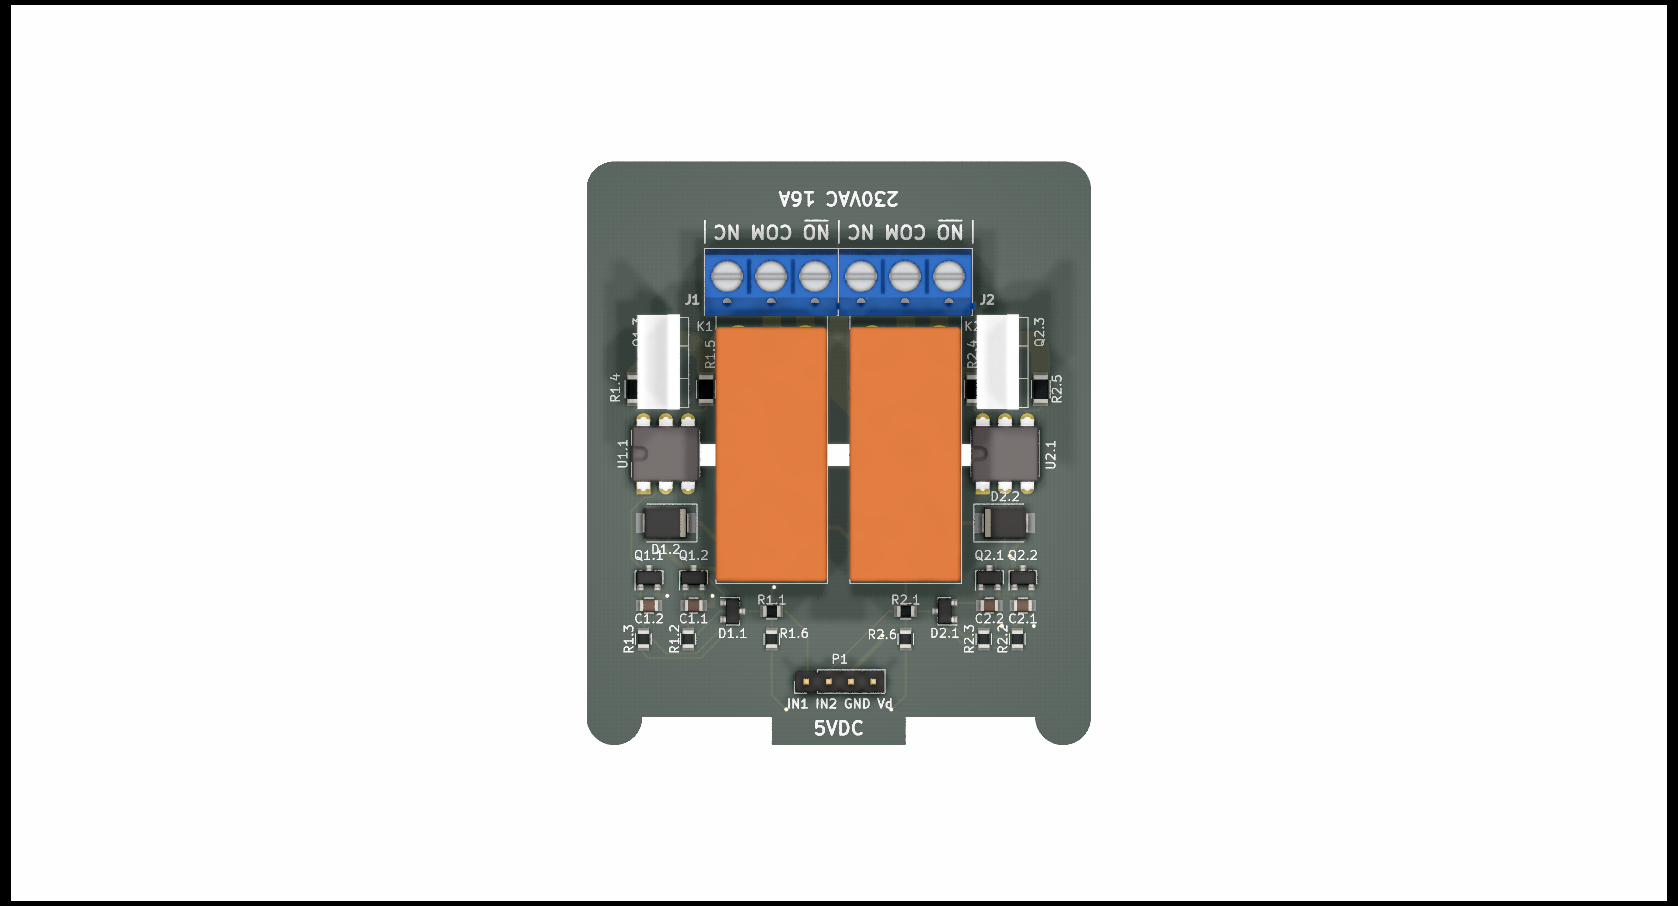 230VAC 16A
NC COM NO NC COM NO
J1 J2
K1
Q2.3
R1.5 R2.4
R1.4 R2.5
U1.1 U2.1
D2.2
D1.2
Q1.1 Q1.2 Q2.1 Q2.2
R1.1 R2.1
C1.2 C1.1 C2.2 C2.1
D1.1 R1.6 R2.6 D2.1
R1.3 R1.2 R2.3 R2.2
P1
IN1 IN2 GND
5VDC